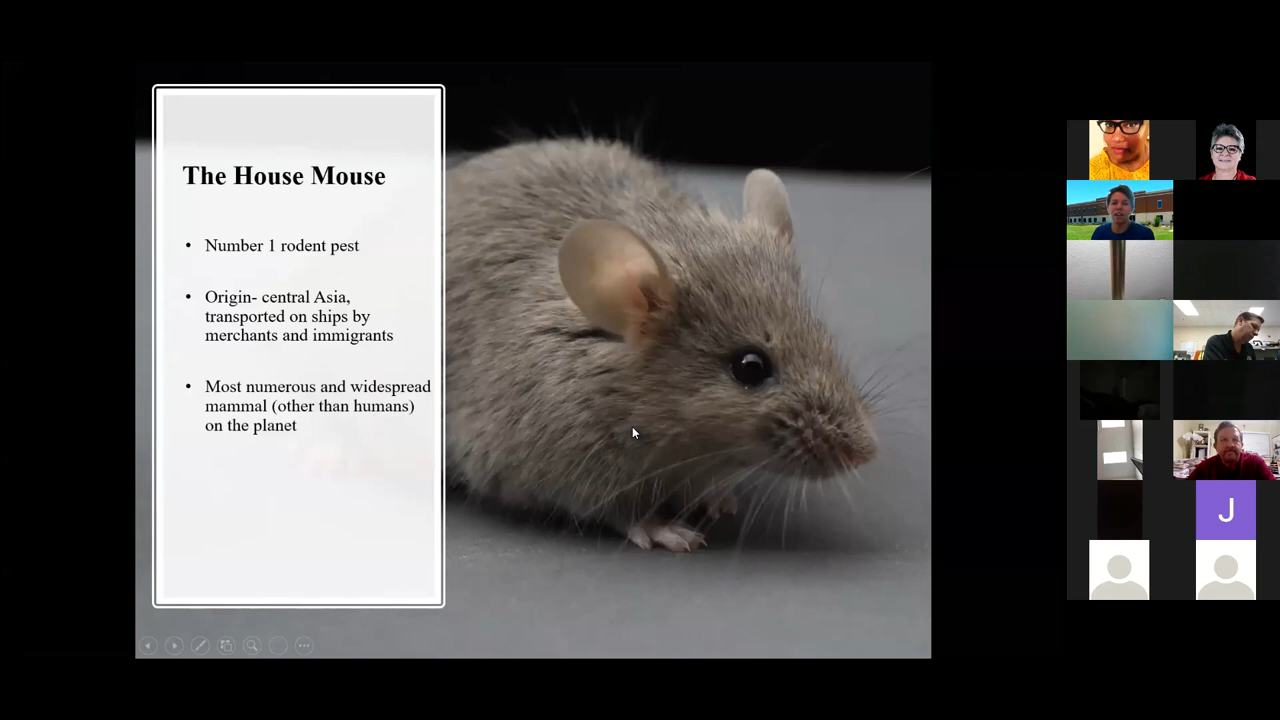 The House Mouse
• Number 1 rodent pest
• Origin- central Asia,
transported on ships by
merchants and immigrants
• Most numerous and widespread
mammal (other than humans)
on the planet
J